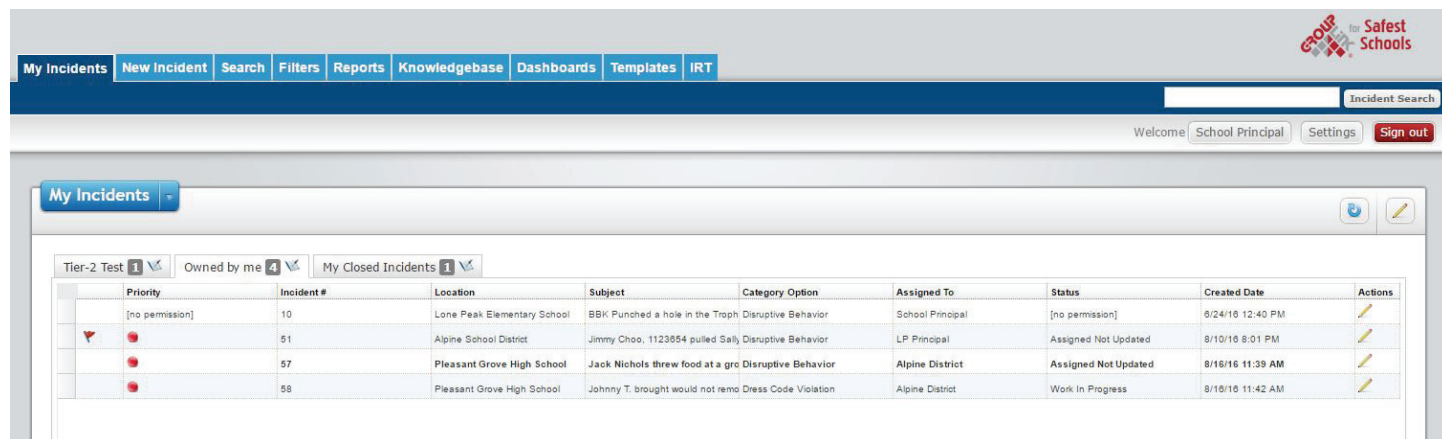 GROUP for Safest Schools
My Incidents New Incident Search Filters Reports Knowledgebase Dashboards Templates IRT
Incident Search
Welcome School Principal Settings Sign out
My Incidents
Tier-2 Test 1 Owned by me 4 My Closed Incidents 1
Priority Incident # Location Subject Category Option Assigned To Status Created Date Actions
[no permission] 10 Lone Peak Elementary School BBK Punched a hole in the Troph Disruptive Behavior School Principal [no permission] 6/24/16 12:40 PM
51 Alpine School District Jimmy Choo, 1123654 pulled Sally Disruptive Behavior LP Principal Assigned Not Updated 8/10/16 8:01 PM
57 Pleasant Grove High School Jack Nichols threw food at a gro Disruptive Behavior Alpine District Assigned Not Updated 8/16/16 11:39 AM
58 Pleasant Grove High School Johnny T. brought would not remo Dress Code Violation Alpine District Work In Progress 8/16/16 11:42 AM